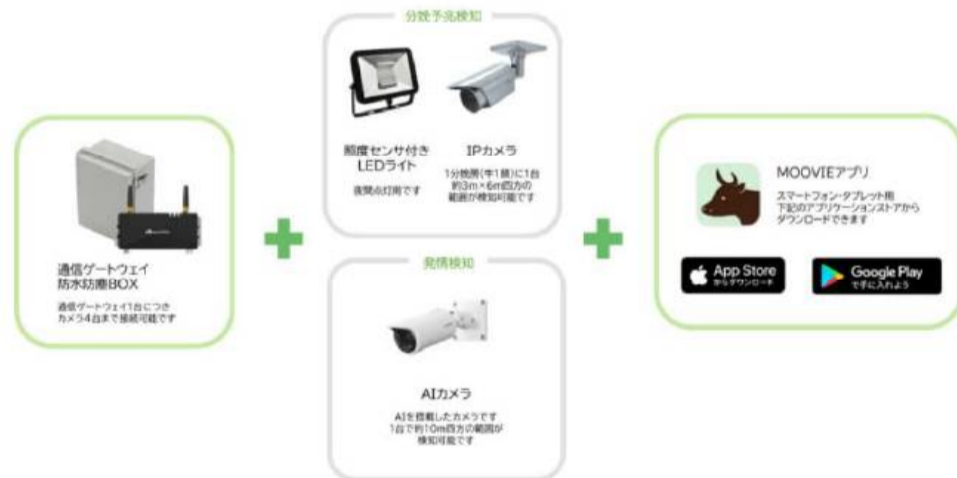 分娩予兆検知
照度センサ付き
LEDライト
夜間点灯用です
IPカメラ
1分娩房(牛1頭)に1台
約3m×6m四方の
範囲が検知可能です
通信ゲートウェイ
防水防塵BOX
通信ゲートウェイ1台につき
カメラ4台まで接続可能です
発情検知
AIカメラ
AIを搭載したカメラです
1台で約10m四方の範囲が
検知可能です
MOOVIEアプリ
スマートフォン・タブレット用
下記のアプリケーションストアから
ダウンロードできます
App Store
からダウンロード
Google Play
で手に入れよう